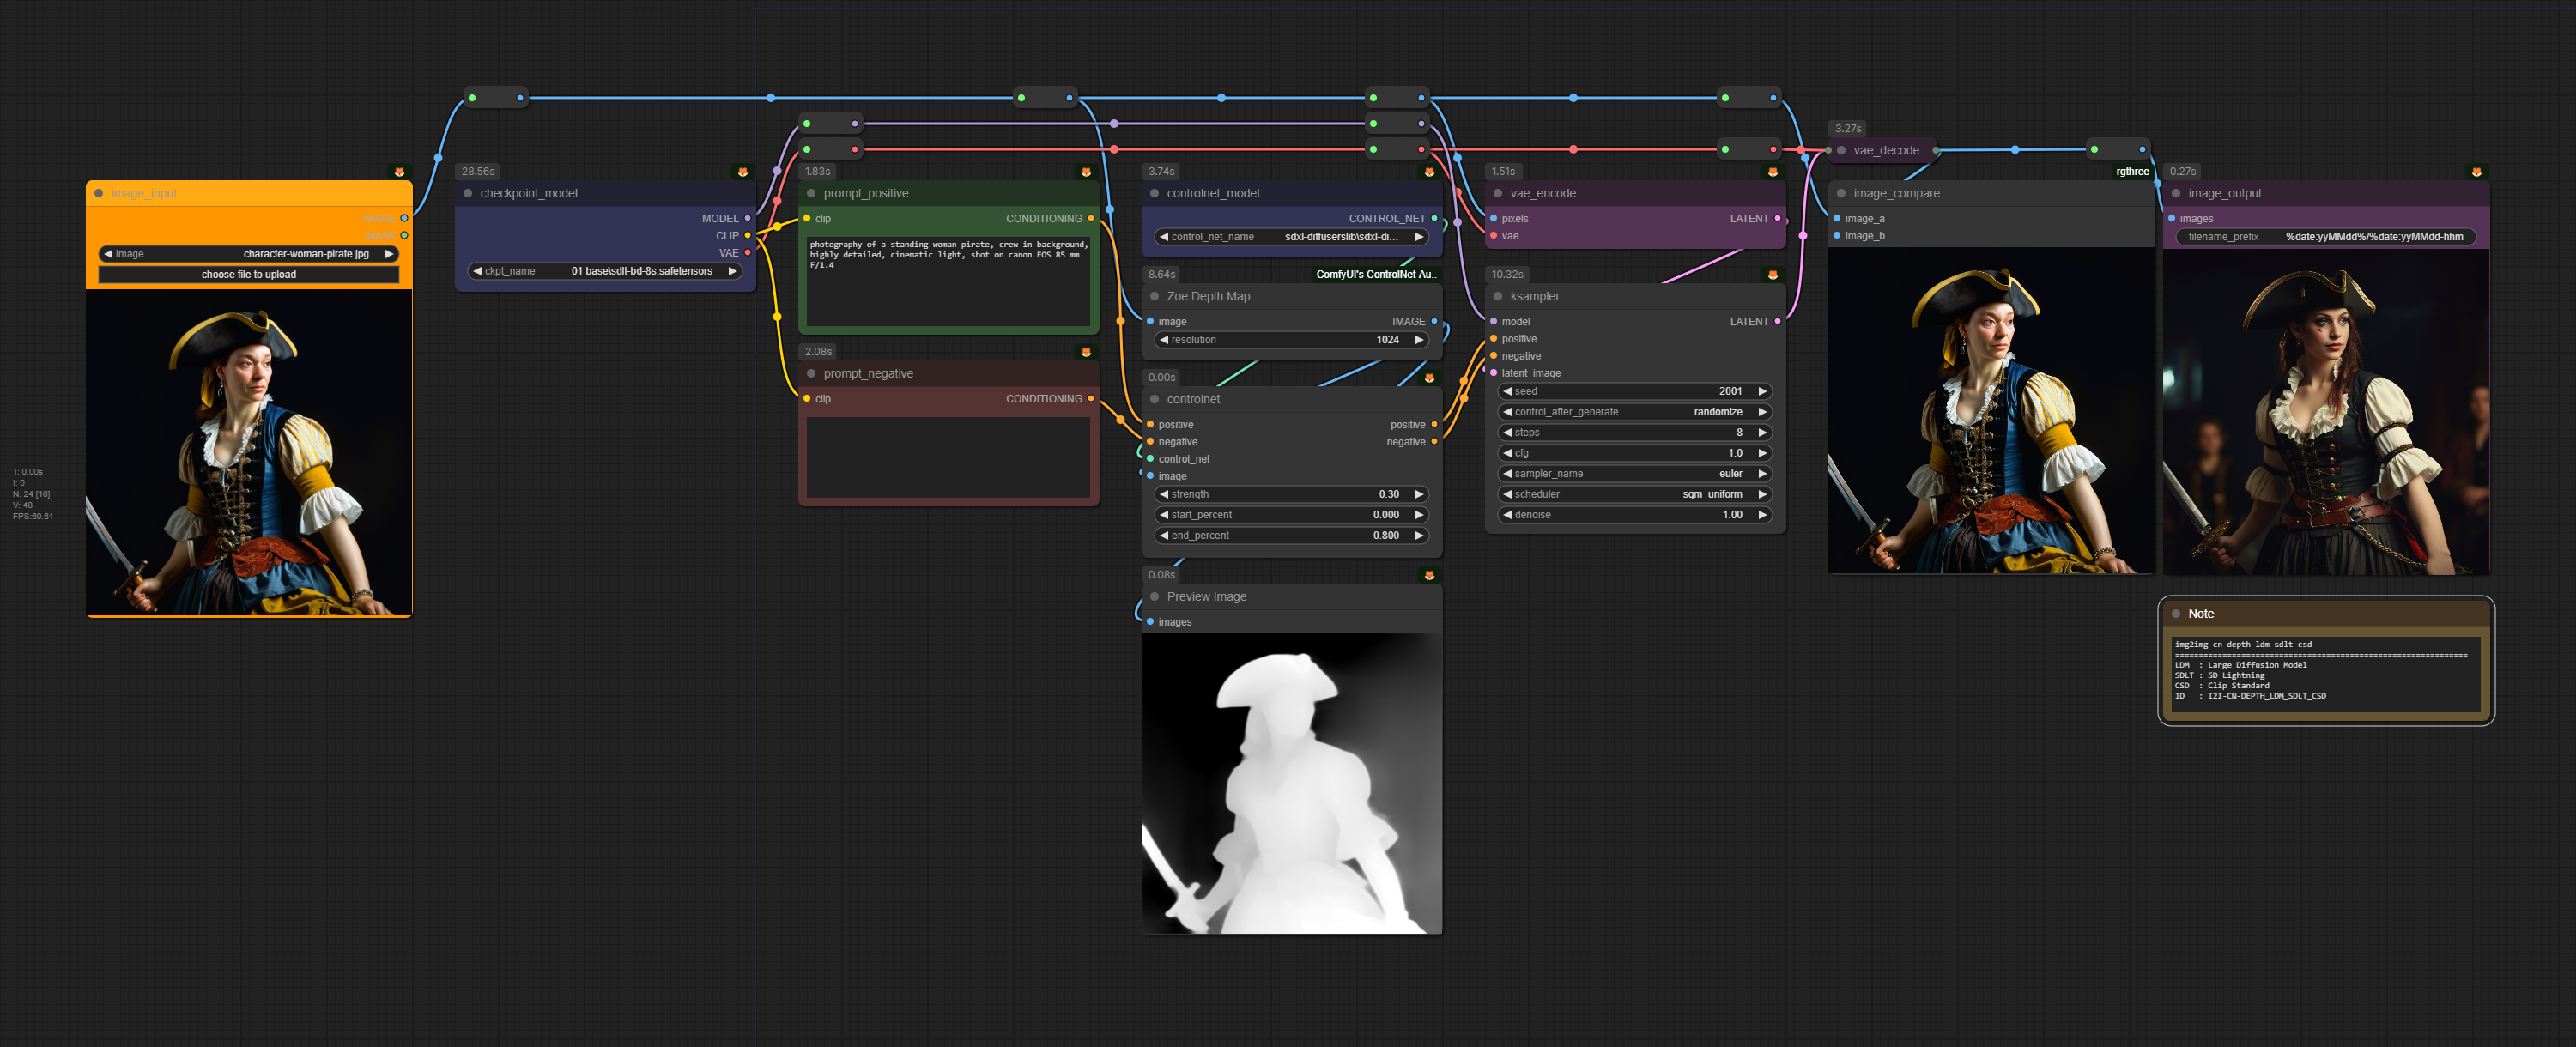 image_input
IMAGE
MASK
image character-woman-pirate.jpg
choose file to upload
T: 0.00s
I: 0
N: 24 [16]
V: 48
FPS:60.61
28.56s
checkpoint_model
MODEL
CLIP
VAE
ckpt_name 01 base\sdlt-bd-8s.safetensors
1.83s
prompt_positive
clip CONDITIONING
photography of a standing woman pirate, crew in background,
highly detailed, cinematic light, shot on canon EOS 85 mm
F/1.4
2.08s
prompt_negative
clip CONDITIONING
3.74s
controlnet_model
CONTROL_NET
control_net_name sdxl-diffuserslib\sdxl-di...
8.64s ComfyUI's ControlNet Au..
Zoe Depth Map
image IMAGE
resolution 1024
0.00s
controlnet
positive positive
negative negative
control_net
image
strength 0.30
start_percent 0.000
end_percent 0.800
0.08s
Preview Image
images
1.51s
vae_encode
pixels LATENT
vae
10.32s
ksampler
model LATENT
positive
negative
latent_image
seed 2001
control_after_generate randomize
steps 8
cfg 1.0
sampler_name euler
scheduler sgm_uniform
denoise 1.00
3.27s
vae_decode
rgthree
image_compare
image_a
image_b
0.27s
image_output
images
filename_prefix %date:yyMMdd%/%date:yyMMdd-hhm
Note
img2img-cn depth-ldm-sdlt-csd
==================================================================
LDM : Large Diffusion Model
SDLT : SD Lightning
CSD : Clip Standard
ID : I2I-CN-DEPTH_LDM_SDLT_CSD